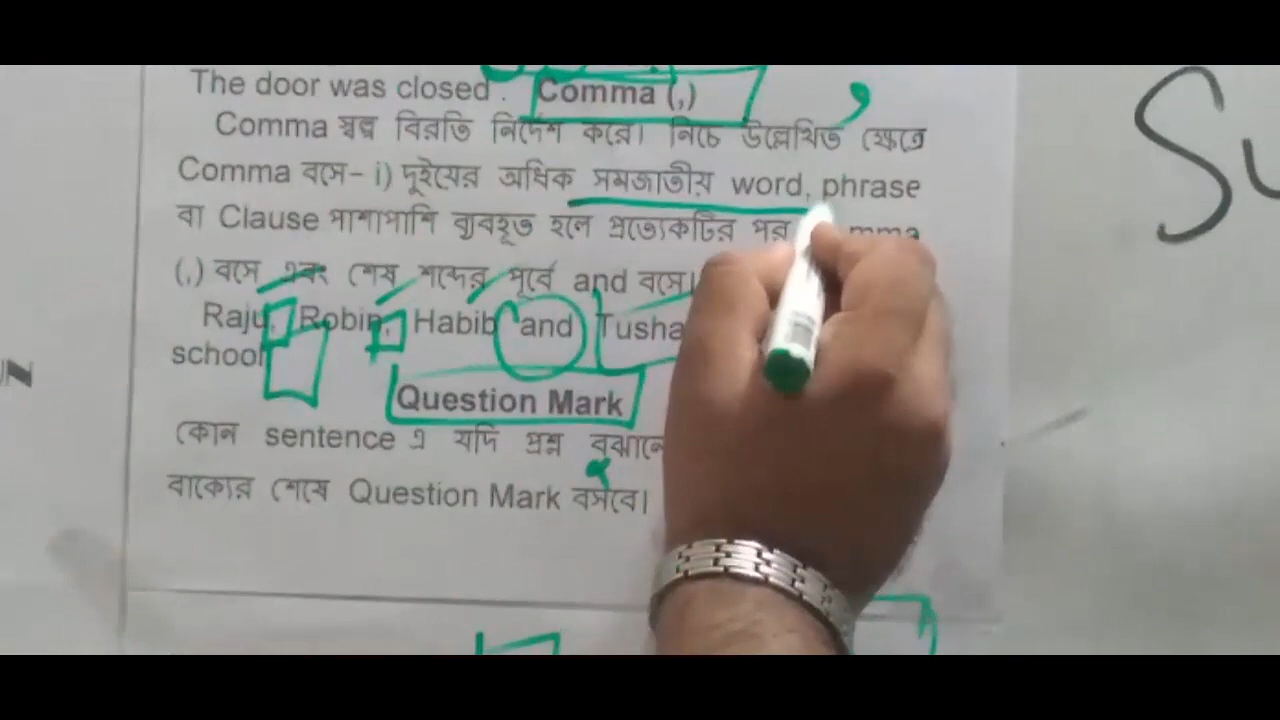 The door was closed . Comma (,)
Comma স্বল্প বিরতি নির্দেশ করে। নিচে উল্লেখিত ক্ষেত্রে
Comma বসে– i) দুইয়ের অধিক সমজাতীয় word, phrase
বা Clause পাশাপাশি ব্যবহৃত হলে প্রত্যেকটির পর
(,) বসে এবং শেষ শব্দের পূর্বে and বসে।
Raju, Robin, Habib and
school
Question Mark
কোন sentence এ যদি প্রশ্ন
বাক্যের শেষে Question Mark বসবে।